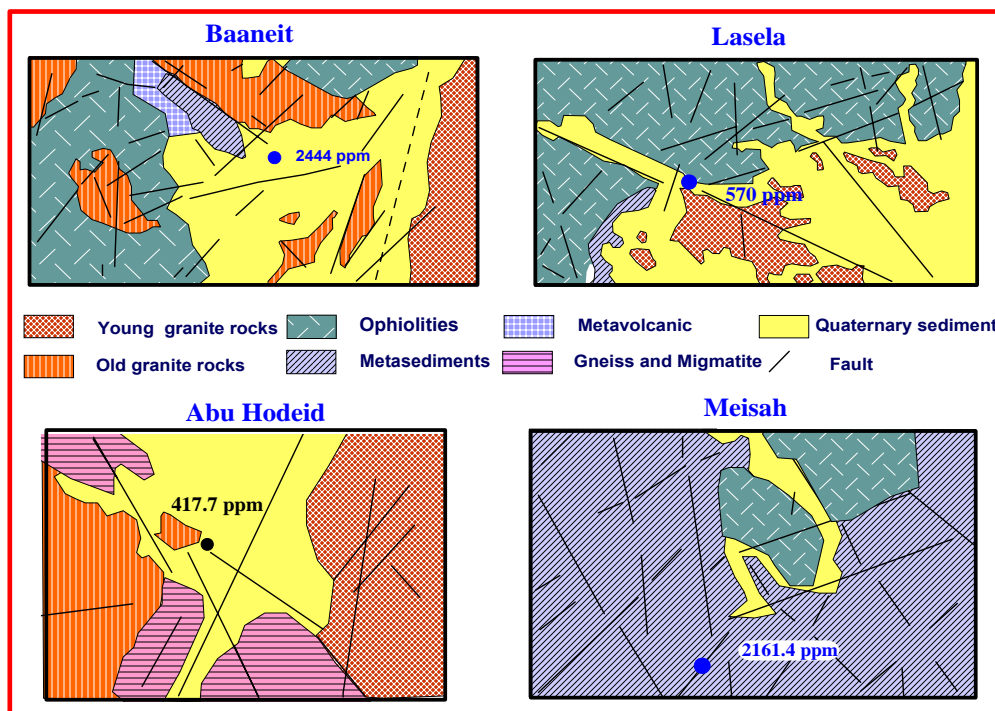 Baaneit
Lasela
2444 ppm
570 ppm
Young granite rocks
Ophiolities
Metavolcanic
Quaternary sediment
Old granite rocks
Metasediments
Gneiss and Migmatite
Fault
Abu Hodeid
Meisah
417.7 ppm
2161.4 ppm